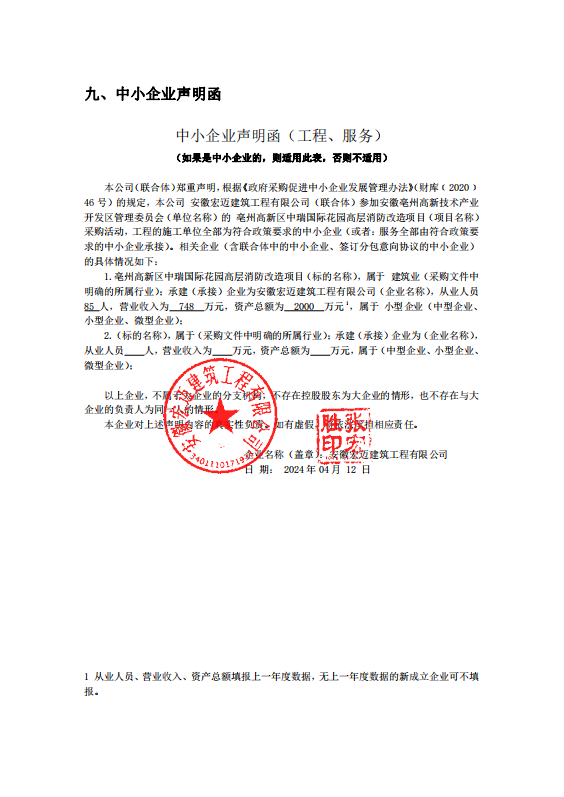 九、中小企业声明函
中小企业声明函（工程、服务）
（如果是中小企业的，则适用此表，否则不适用）
本公司（联合体）郑重声明，根据《政府采购促进中小企业发展管理办法》（财库﹝2020﹞
46 号）的规定，本公司 安徽宏迈建筑工程有限公司（联合体）参加安徽亳州高新技术产业
开发区管理委员会（单位名称）的 亳州高新区中瑞国际花园高层消防改造项目（项目名称）
采购活动，工程的施工单位全部为符合政策要求的中小企业（或者：服务全部由符合政策要
求的中小企业承接）。相关企业（含联合体中的中小企业、签订分包意向协议的中小企业）
的具体情况如下：
1.亳州高新区中瑞国际花园高层消防改造项目（标的名称），属于 建筑业（采购文件中
明确的所属行业）；承建（承接）企业为安徽宏迈建筑工程有限公司（企业名称），从业人员
85 人，营业收入为 748 万元，资产总额为 2000 万元1，属于 小型企业（中型企业、
小型企业、微型企业）；
2.（标的名称），属于（采购文件中明确的所属行业）；承建（承接）企业为（企业名称），
从业人员____人，营业收入为____万元，资产总额为____万元，属于（中型企业、小型企业、
微型企业）；
以上企业，不属于大企业的分支机构，不存在控股股东为大企业的情形，也不存在与大
企业的负责人为同一人的情形。
本企业对上述声明内容的真实性负责。如有虚假，将依法承担相应责任。
企业名称（盖章）：安徽宏迈建筑工程有限公司
日 期： 2024 年 04 月 12 日
安徽宏迈建筑工程有限公司
张胜印
1 从业人员、营业收入、资产总额填报上一年度数据，无上一年度数据的新成立企业可不填
报。